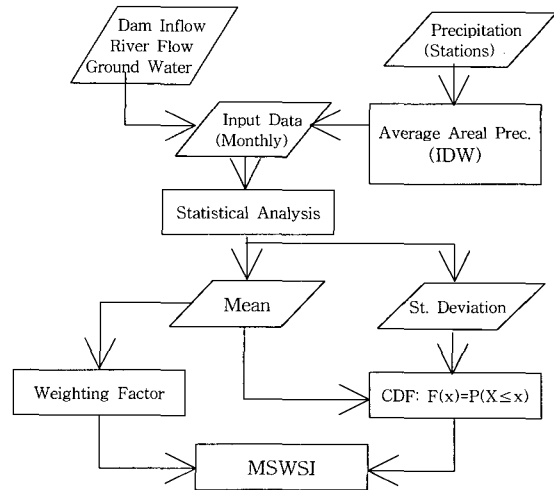 Dam Inflow
River Flow
Ground Water
Precipitation
(Stations)
Input Data
(Monthly)
Average Areal Prec.
(IDW)
Statistical Analysis
Mean
St. Deviation
Weighting Factor
CDF: F(x)=P(X≤x)
MSWSI